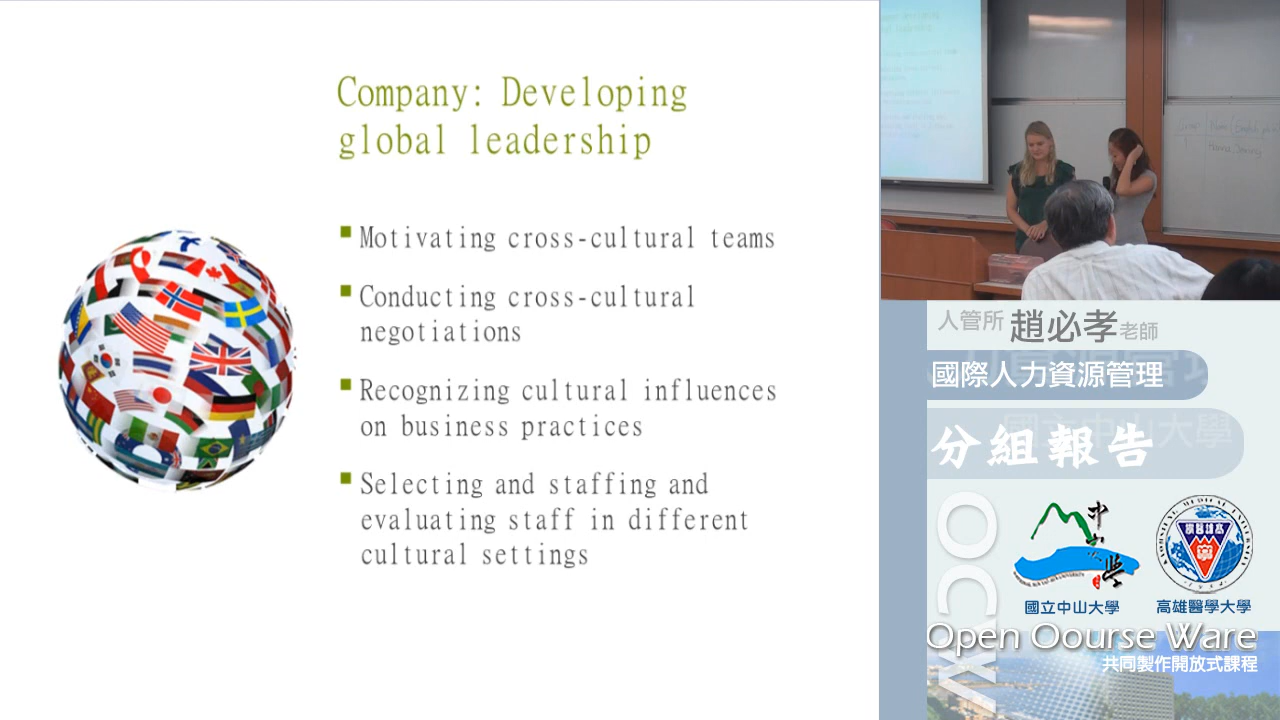 Company: Developing
global leadership
Motivating cross-cultural teams
Conducting cross-cultural
negotiations
Recognizing cultural influences
on business practices
Selecting and staffing and
evaluating staff in different
cultural settings
人管所 趙必孝老師
國際人力資源管理
分組報告
OCW
國立中山大學
高雄醫學大學
Open Oourse Ware
共同製作開放式課程